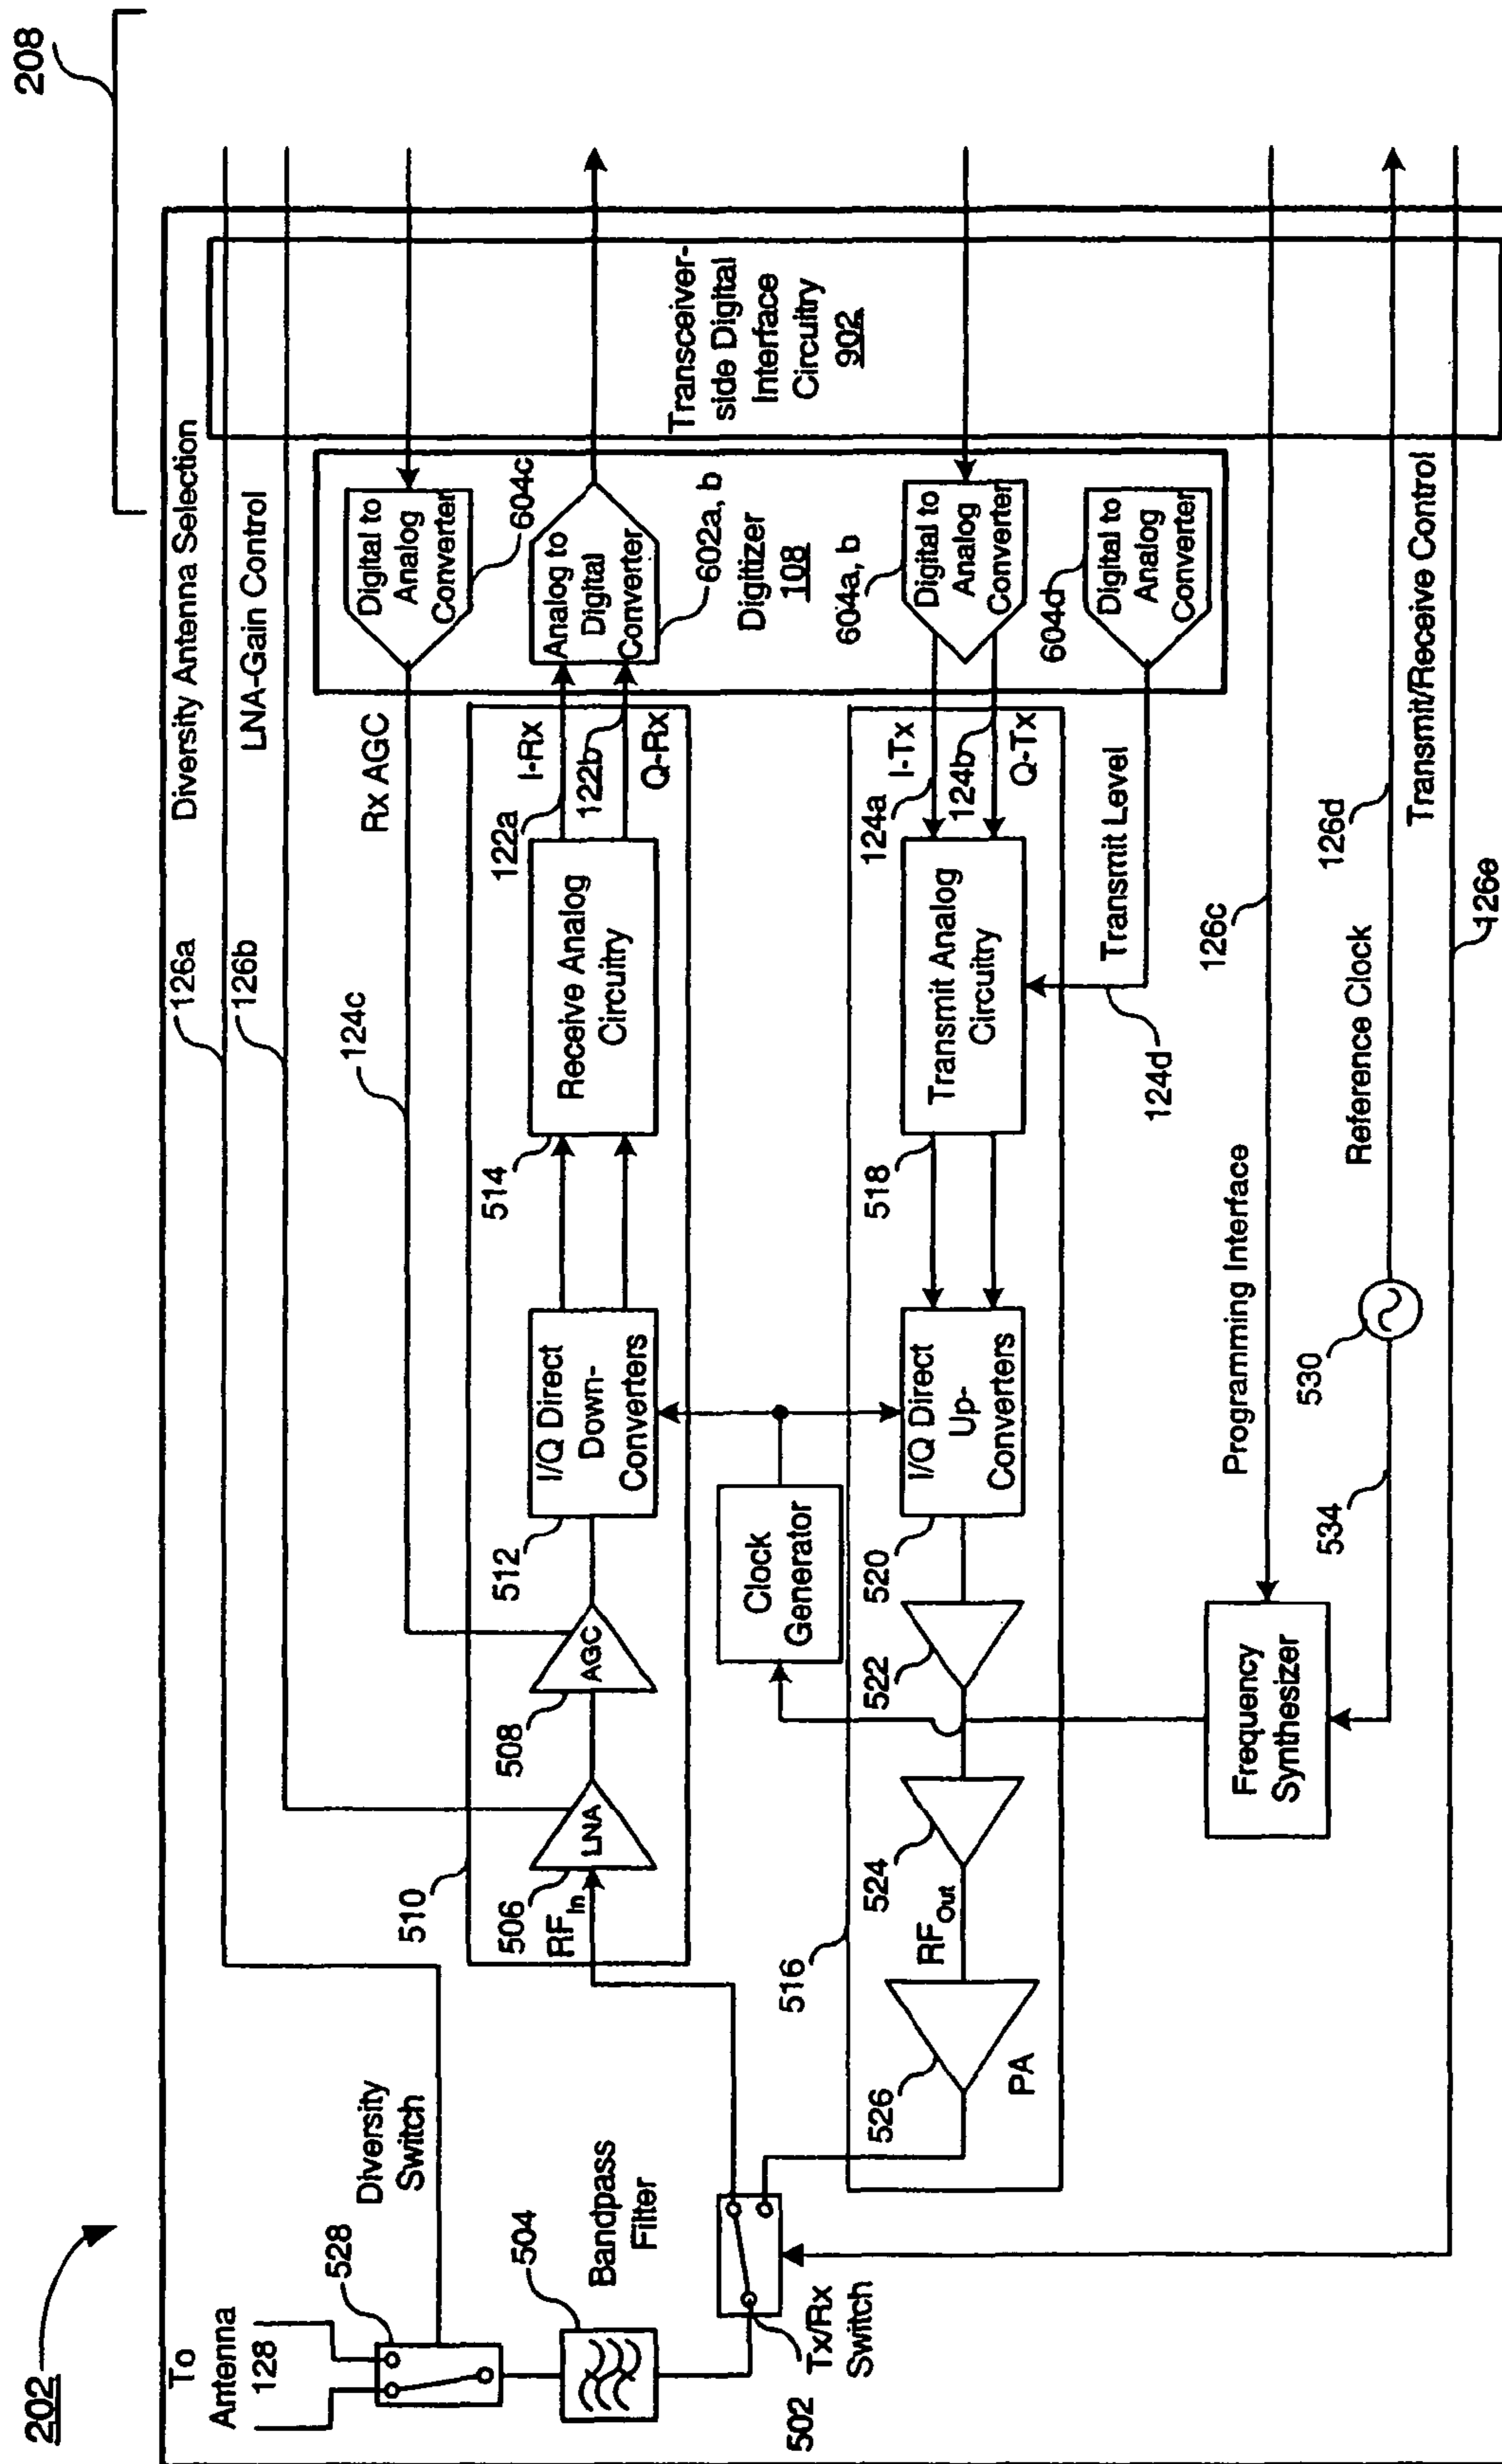 202
208
To
Antenna
128
528
Diversity
Switch
504
Bandpass
Filter
502
Tx/Rx
Switch
126a
Diversity Antenna Selection
126b
LNA-Gain Control
124c
Rx AGC
510
RF In
506
LNA
508
AGC
512
I/Q Direct
Down-
Converters
514
Receive Analog
Circuitry
122a
I-Rx
122b
Q-Rx
Digital to
Analog
Converter
604c
Analog to
Digital
Converter
602a, b
Digitizer
108
Transceiver-
side Digital
Interface
Circuitry
902
Clock
Generator
516
526
PA
RF Out
524
522
520
I/Q Direct
Up-
Converters
518
Transmit Analog
Circuitry
124a
I-Tx
124b
Q-Tx
604a, b
Digital to
Analog
Converter
604d
Digital to
Analog
Converter
Transmit Level
124d
Frequency
Synthesizer
Programming Interface
126c
534
530
Reference Clock
126d
Transmit/Receive Control
126e